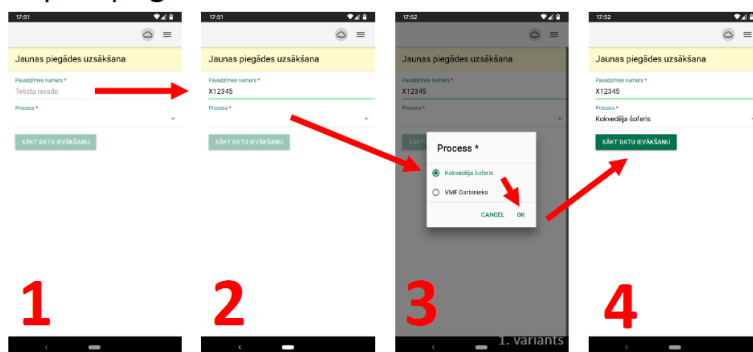 17:51
Jaunas piegādes uzsākšana
Pavadzīmes numurs *
Teksta ievade
Process *
SĀKT DATU IEVĀKŠANU
1
17:51
Jaunas piegādes uzsākšana
Pavadzīmes numurs *
X12345
Process *
SĀKT DATU IEVĀKŠANU
2
17:52
Jaunas piegādes uzsākšana
Pavadzīmes numurs *
X12345
Process *
Process *
Kokvedēja šoferis
VMF Darbinieks
CANCEL OK
3
1. variants
17:52
Jaunas piegādes uzsākšana
Pavadzīmes numurs *
X12345
Process *
Kokvedēja šoferis
SĀKT DATU IEVĀKŠANU
4